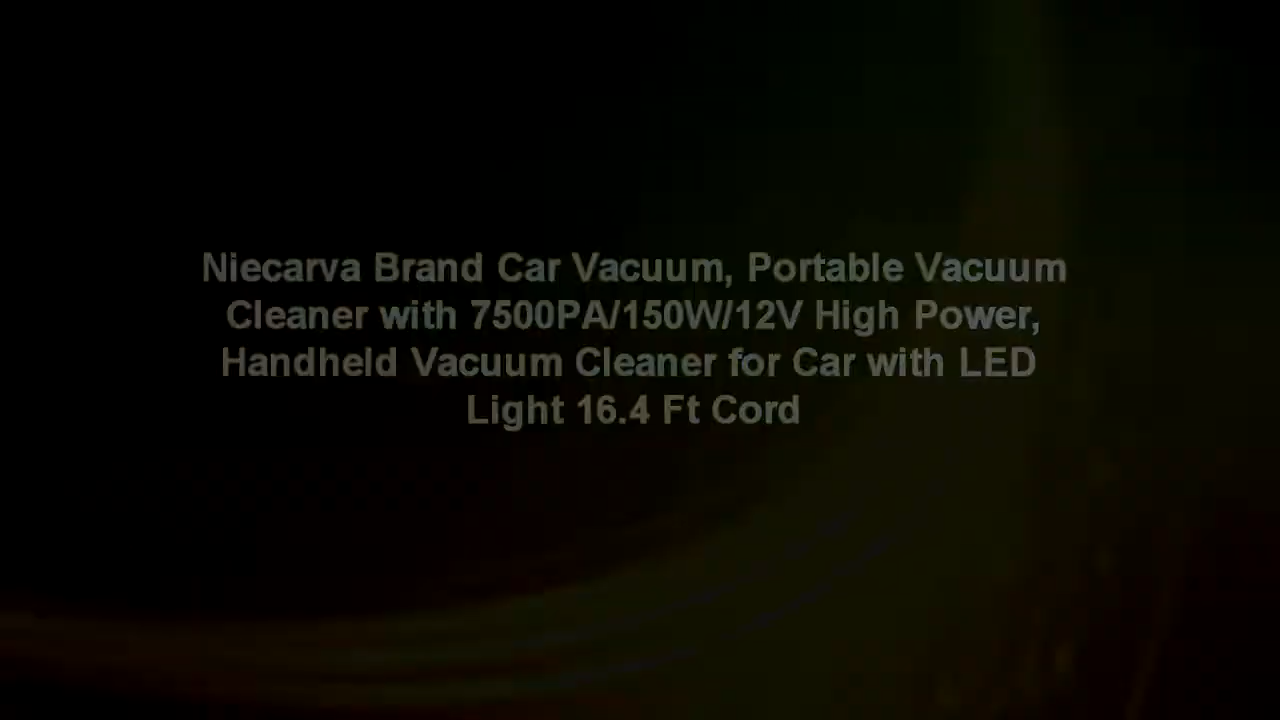 Niecarva Brand Car Vacuum, Portable Vacuum
Cleaner with 7500PA/150W/12V High Power,
Handheld Vacuum Cleaner for Car with LED
Light 16.4 Ft Cord